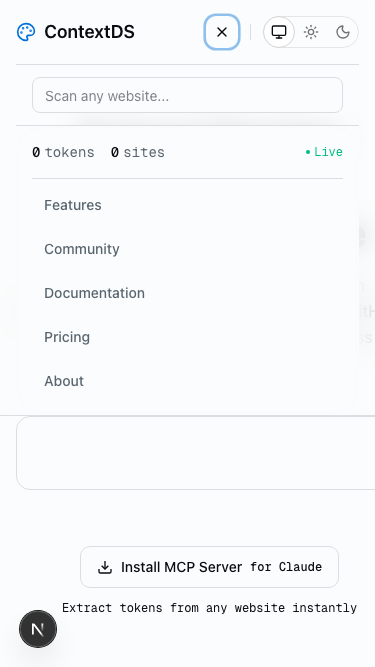 ContextDS
Scan any website...
0 tokens 0 sites
Live
Features
Community
Documentation
Pricing
About
Install MCP Server for Claude
Extract tokens from any website instantly
N